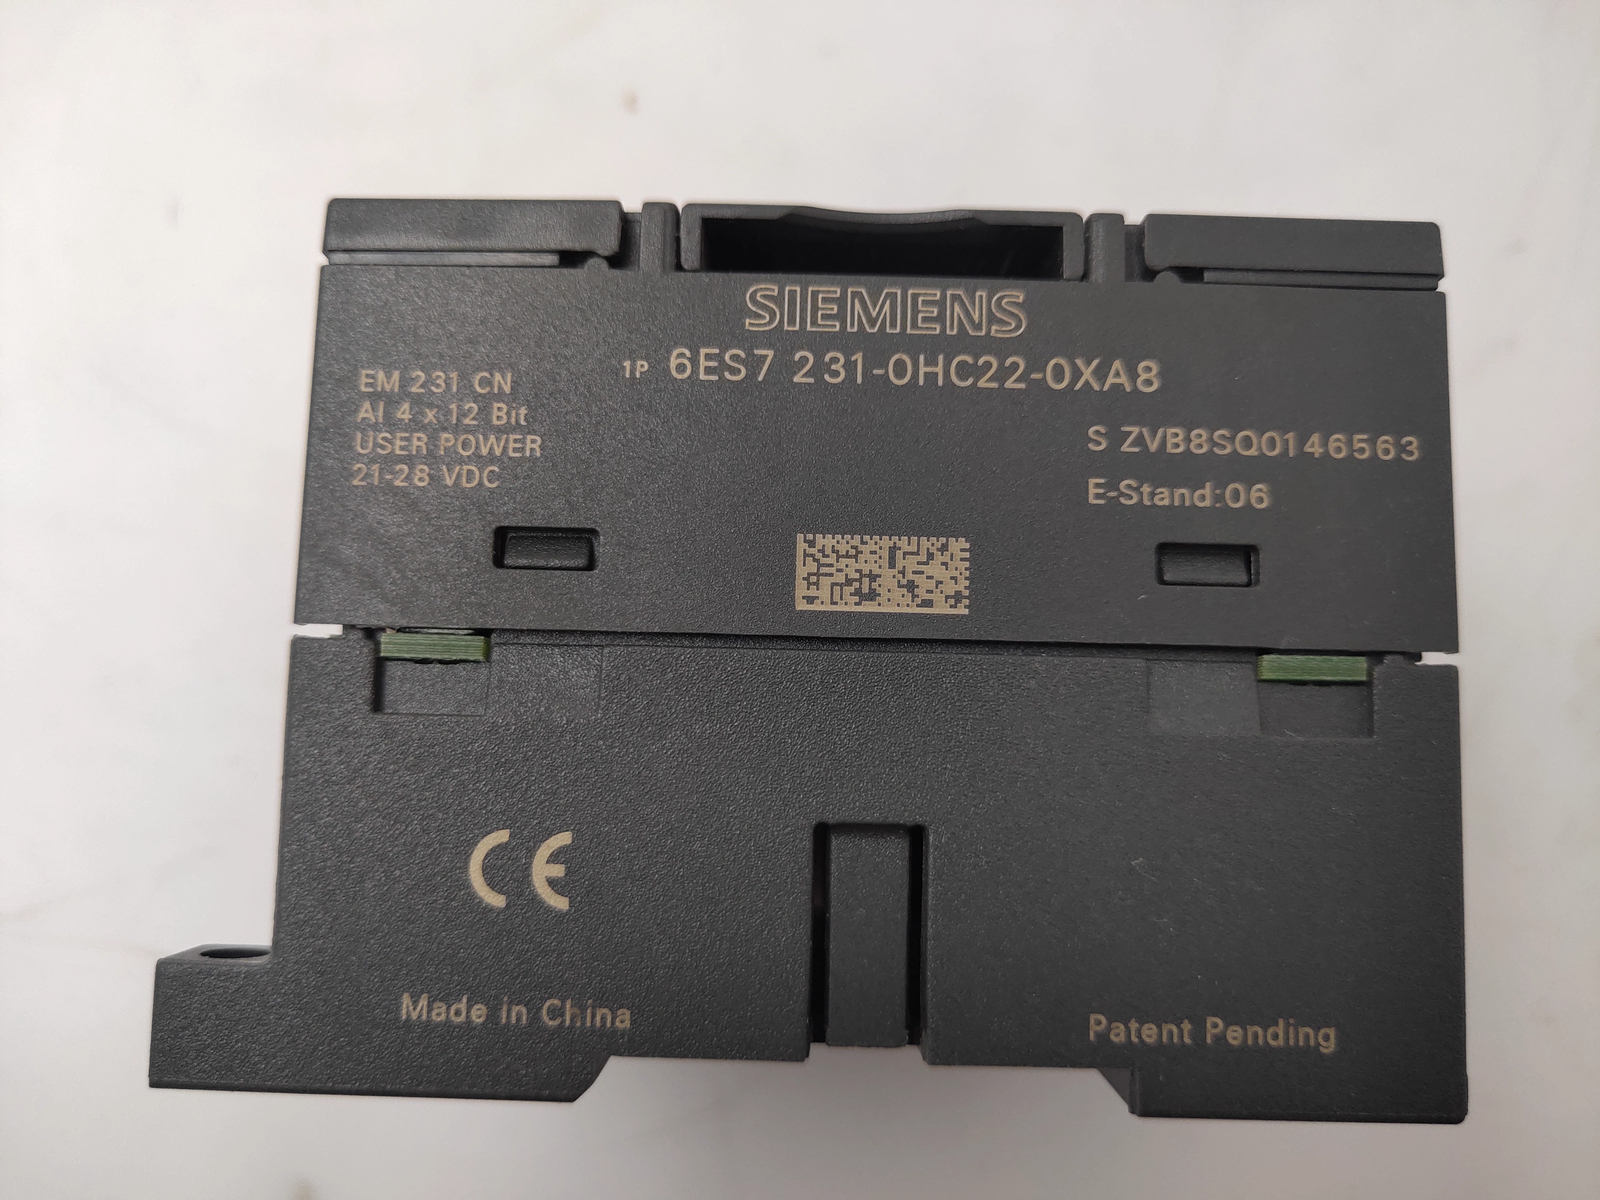 SIEMENS
1P 6ES7 231-0HC22-0XA8
EM 231 CN
AI 4 x 12 Bit
USER POWER
21-28 VDC
S ZVB8SQ0146563
E-Stand:06
CE
Made in China
Patent Pending